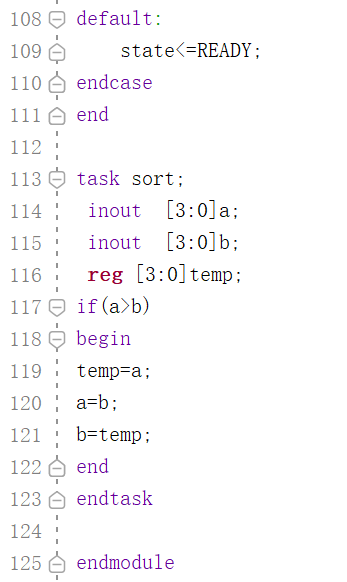 108 default:
109 state<=READY;
110 endcase
111 end
112
113 task sort;
114 inout [3:0]a;
115 inout [3:0]b;
116 reg [3:0]temp;
117 if(a>b)
118 begin
119 temp=a;
120 a=b;
121 b=temp;
122 end
123 endtask
124
125 endmodule